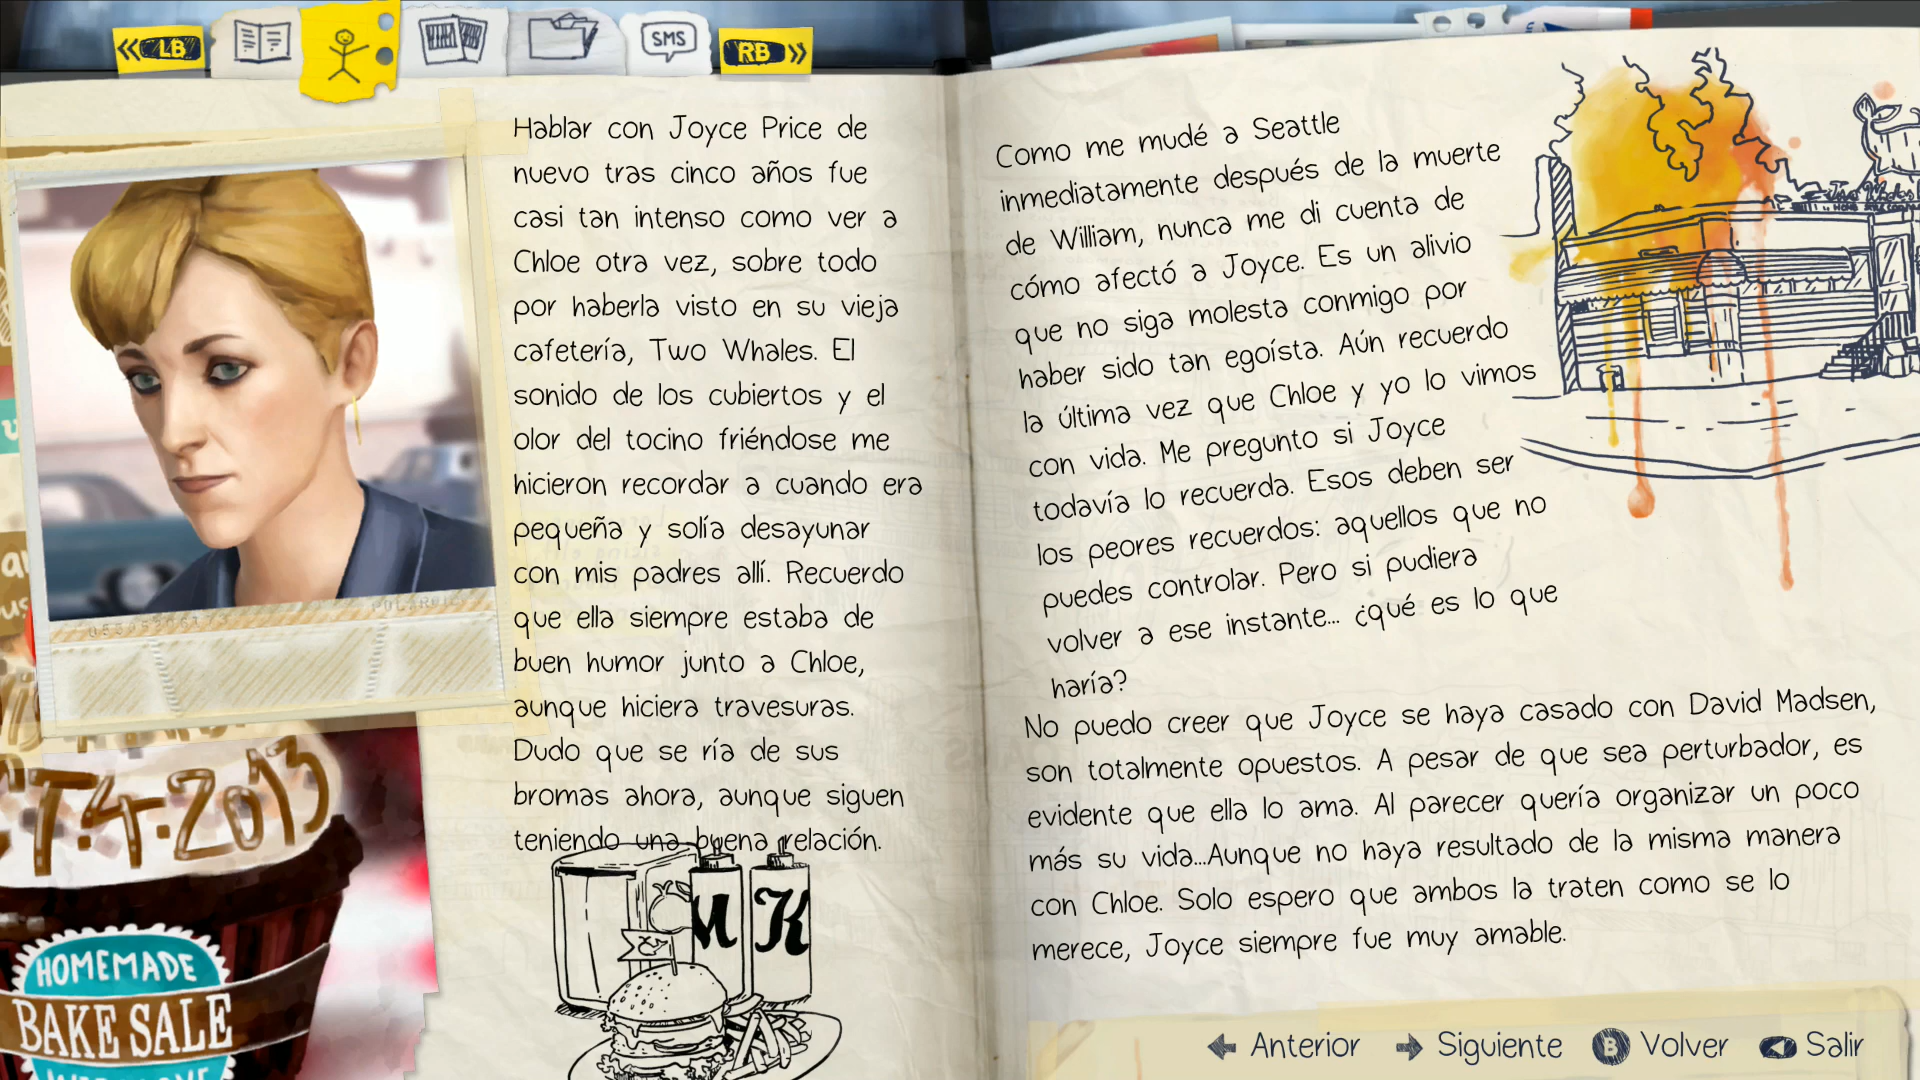 LB
SMS
RB
Hablar con Joyce Price de
nuevo tras cinco años fue
casi tan intenso como ver a
Chloe otra vez, sobre todo
por haberla visto en su vieja
cafetería, Two Whales. El
sonido de los cubiertos y el
olor del tocino friéndose me
hicieron recordar a cuando era
pequeña y solía desayunar
con mis padres allí. Recuerdo
que ella siempre estaba de
buen humor junto a Chloe,
aunque hiciera travesuras.
Dudo que se ría de sus
bromas ahora, aunque siguen
teniendo una buena relación.
M K
Como me mudé a Seattle
inmediatamente después de la muerte
de William, nunca me di cuenta de
cómo afectó a Joyce. Es un alivio
que no siga molesta conmigo por
haber sido tan egoísta. Aún recuerdo
la última vez que Chloe y yo lo vimos
con vida. Me pregunto si Joyce
todavía lo recuerda. Esos deben ser
los peores recuerdos: aquellos que no
puedes controlar. Pero si pudiera
volver a ese instante... ¿qué es lo que
haría?
No puedo creer que Joyce se haya casado con David Madsen,
son totalmente opuestos. A pesar de que sea perturbador, es
evidente que ella lo ama. Al parecer quería organizar un poco
más su vida...Aunque no haya resultado de la misma manera
con Chloe. Solo espero que ambos la traten como se lo
merece, Joyce siempre fue muy amable.
Two Whales
T.4.2013
HOMEMADE
BAKE SALE
Anterior
Siguiente
B Volver
Salir